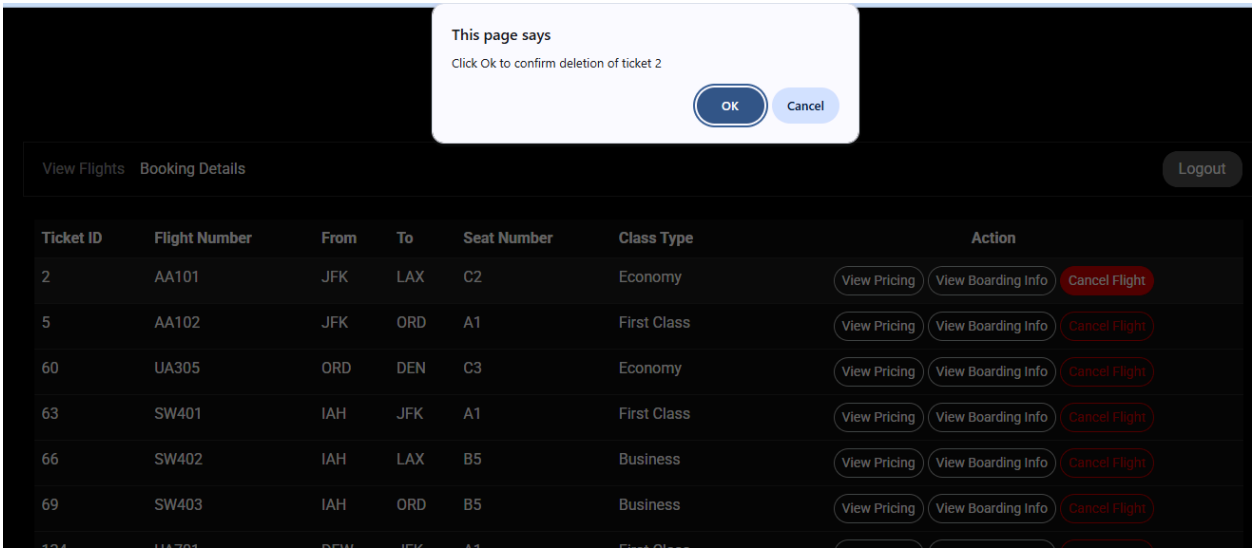 This page says
Click Ok to confirm deletion of ticket 2
OK Cancel
View Flights Booking Details Logout
Ticket ID Flight Number From To Seat Number Class Type Action
2 AA101 JFK LAX C2 Economy View Pricing View Boarding Info Cancel Flight
5 AA102 JFK ORD A1 First Class View Pricing View Boarding Info Cancel Flight
60 UA305 ORD DEN C3 Economy View Pricing View Boarding Info Cancel Flight
63 SW401 IAH JFK A1 First Class View Pricing View Boarding Info Cancel Flight
66 SW402 IAH LAX B5 Business View Pricing View Boarding Info Cancel Flight
69 SW403 IAH ORD B5 Business View Pricing View Boarding Info Cancel Flight